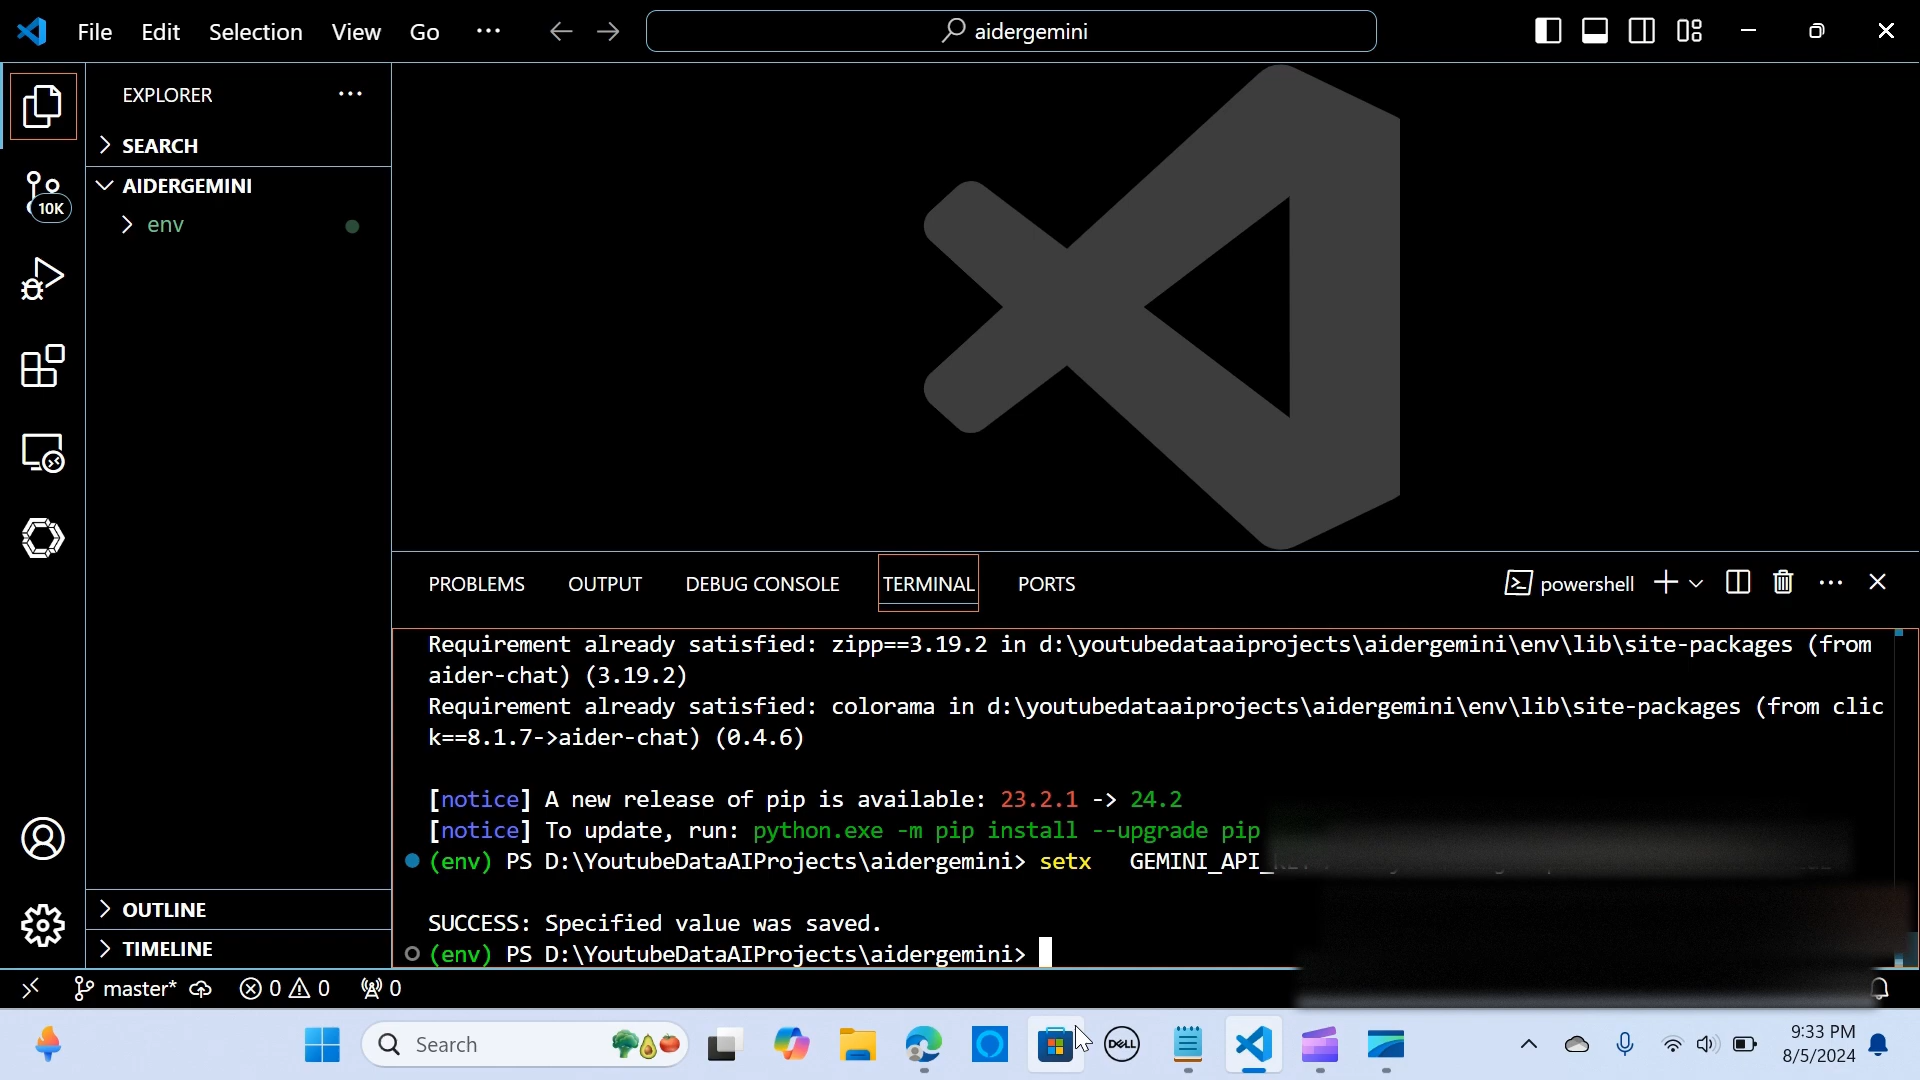 File Edit Selection View Go ··· aidergemini
EXPLORER ···
SEARCH
AIDERGEMINI
10K
env
PROBLEMS OUTPUT DEBUG CONSOLE TERMINAL PORTS powershell ···
Requirement already satisfied: zipp==3.19.2 in d:\youtubedataaiprojects\aidergemini\env\lib\site-packages (from
aider-chat) (3.19.2)
Requirement already satisfied: colorama in d:\youtubedataaiprojects\aidergemini\env\lib\site-packages (from clic
k==8.1.7->aider-chat) (0.4.6)
[notice] A new release of pip is available: 23.2.1 -> 24.2
[notice] To update, run: python.exe -m pip install --upgrade pip
(env) PS D:\YoutubeDataAIProjects\aidergemini> setx GEMINI_API_
SUCCESS: Specified value was saved.
(env) PS D:\YoutubeDataAIProjects\aidergemini>
OUTLINE
TIMELINE
master* 0 0 0
Search DELL 9:33 PM
8/5/2024